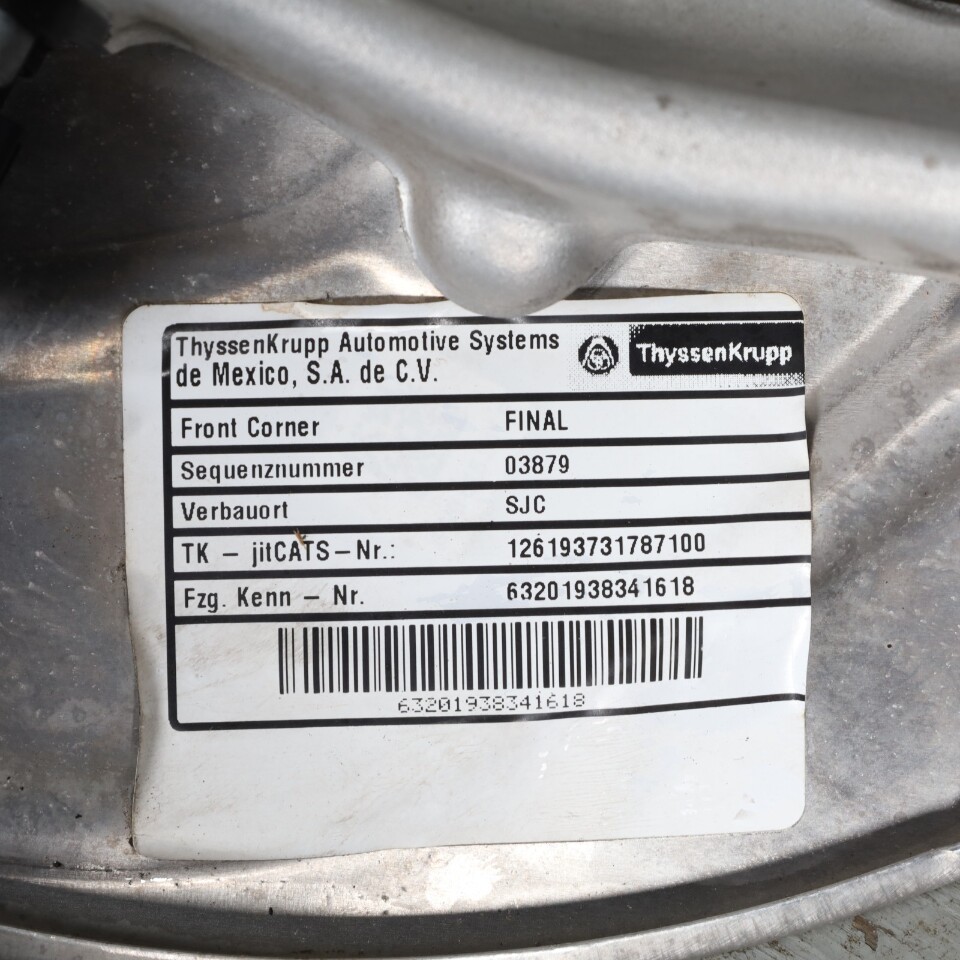 ThyssenKrupp Automotive Systems
de Mexico, S.A. de C.V.
ThyssenKrupp
Front Corner FINAL
Sequenznummer 03879
Verbauort SJC
TK – jitCATS–Nr.: 126193731787100
Fzg. Kenn – Nr. 63201938341618
63201938341618